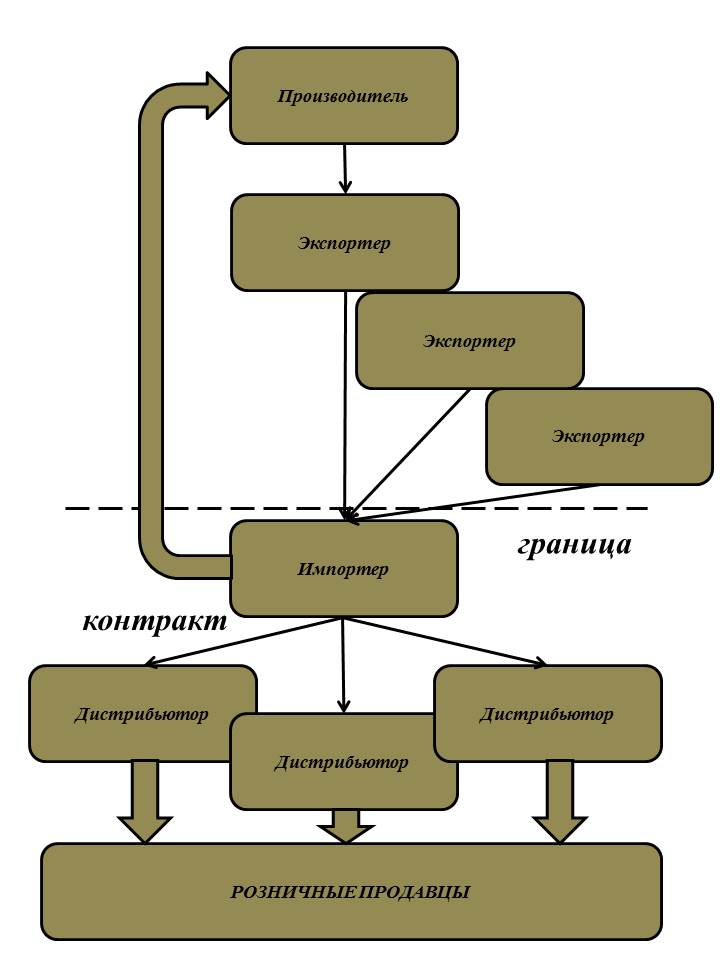 Производитель
Экспортер
Экспортер
Экспортер
граница
Импортер
контракт
Дистрибьютор
Дистрибьютор
Дистрибьютор
РОЗНИЧНЫЕ ПРОДАВЦЫ